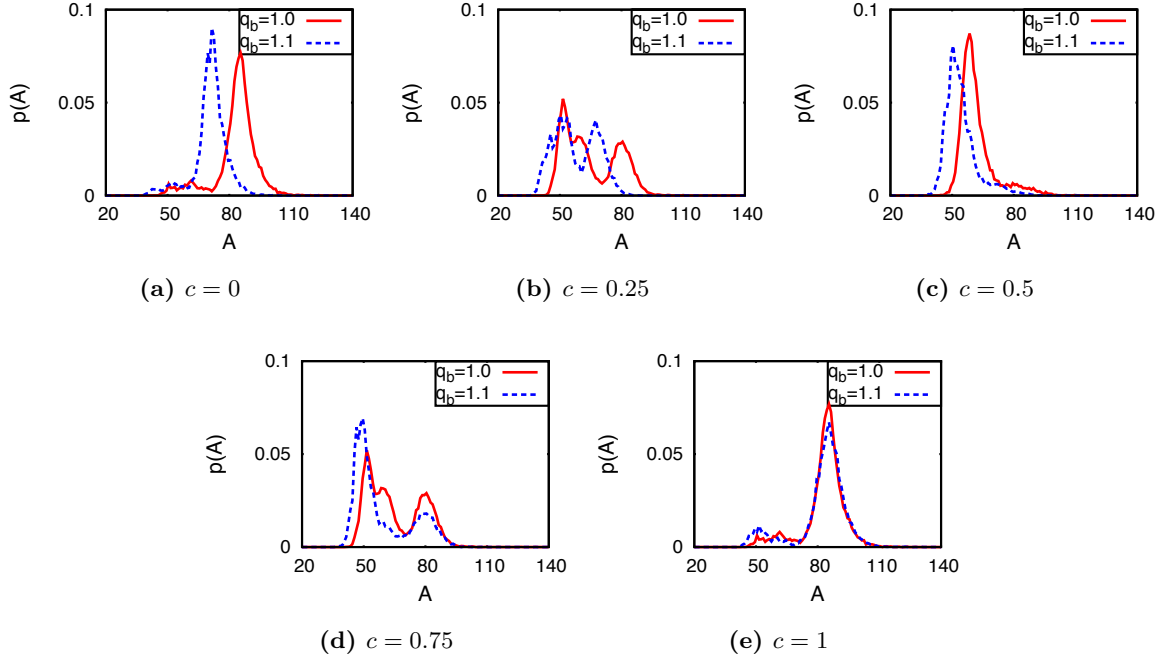 0.1
q_b=1.0
q_b=1.1
p(A)
0.05
0
20 50 80 110 140
A
(a) c = 0
0.1
q_b=1.0
q_b=1.1
p(A)
0.05
0
20 50 80 110 140
A
(b) c = 0.25
0.1
q_b=1.0
q_b=1.1
p(A)
0.05
0
20 50 80 110 140
A
(c) c = 0.5
0.1
q_b=1.0
q_b=1.1
p(A)
0.05
0
20 50 80 110 140
A
(d) c = 0.75
0.1
q_b=1.0
q_b=1.1
p(A)
0.05
0
20 50 80 110 140
A
(e) c = 1